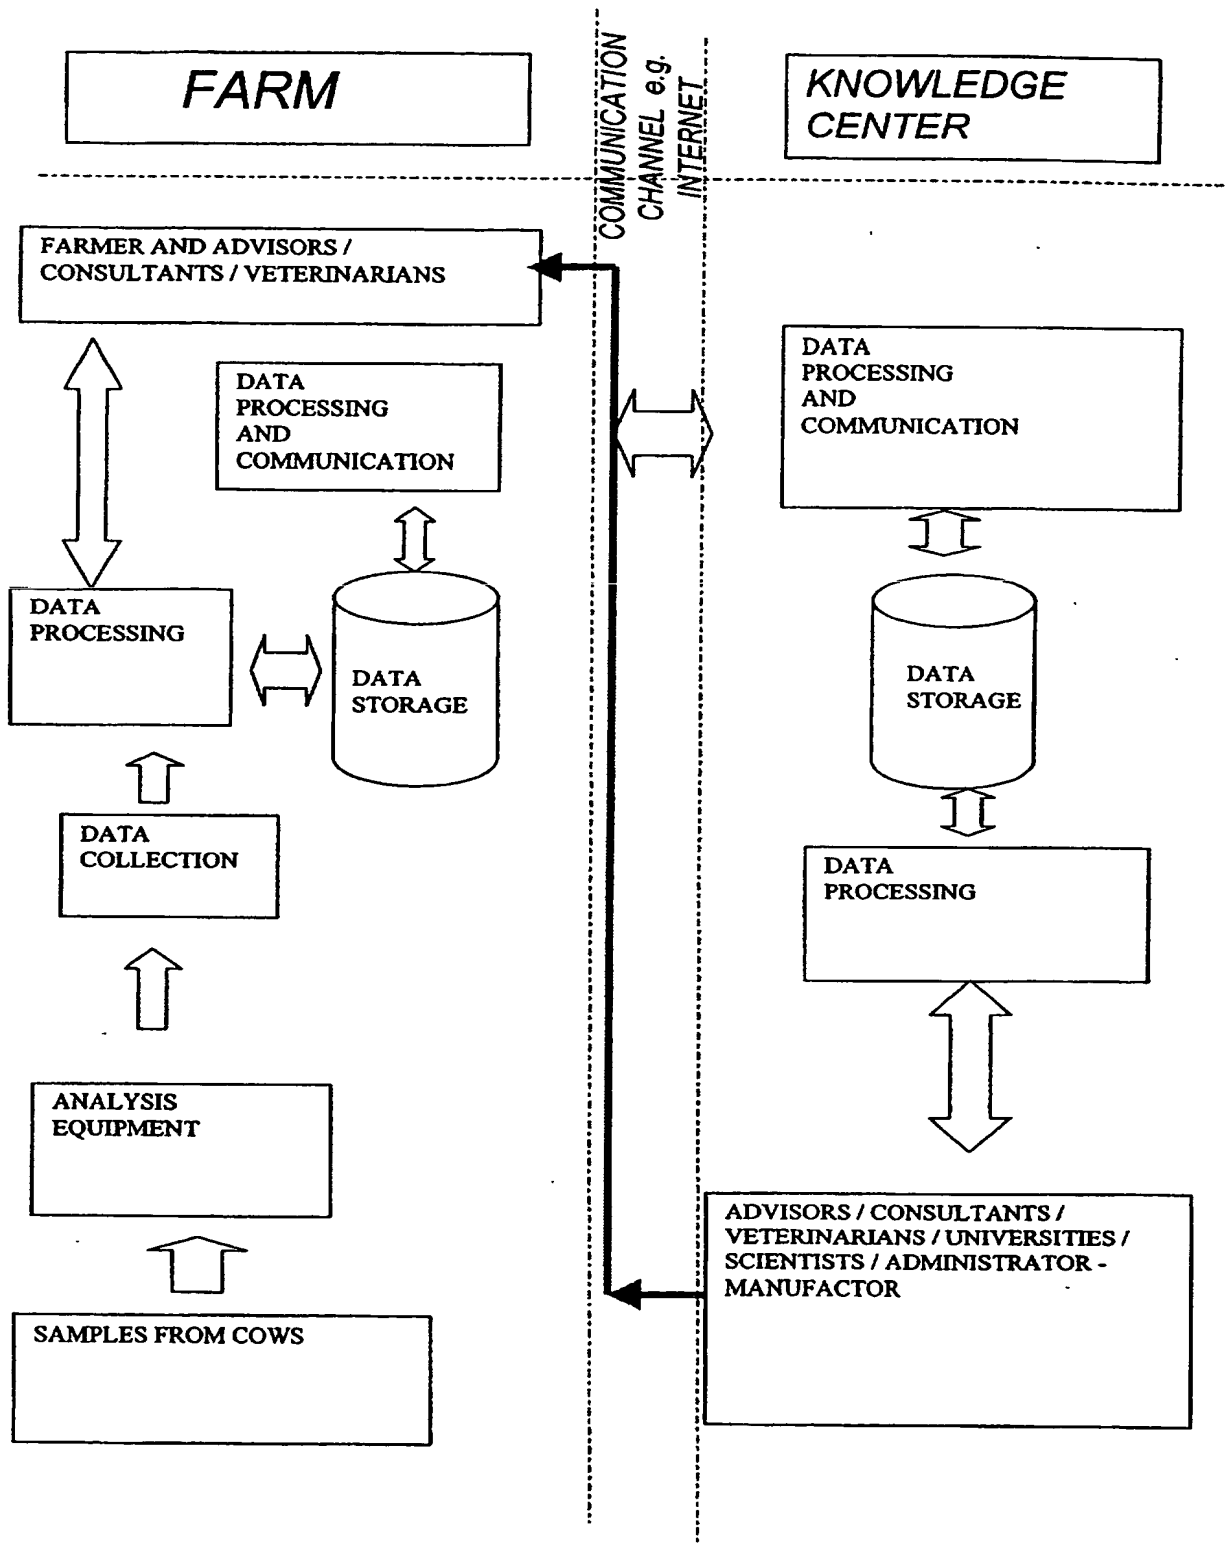 FARM
COMMUNICATION
CHANNEL e.g.
INTERNET
KNOWLEDGE
CENTER
FARMER AND ADVISORS /
CONSULTANTS / VETERINARIANS
DATA
PROCESSING
AND
COMMUNICATION
DATA
PROCESSING
DATA
STORAGE
DATA
COLLECTION
ANALYSIS
EQUIPMENT
SAMPLES FROM COWS
DATA
PROCESSING
AND
COMMUNICATION
DATA
STORAGE
DATA
PROCESSING
ADVISORS / CONSULTANTS /
VETERINARIANS / UNIVERSITIES /
SCIENTISTS / ADMINISTRATOR -
MANUFACTOR